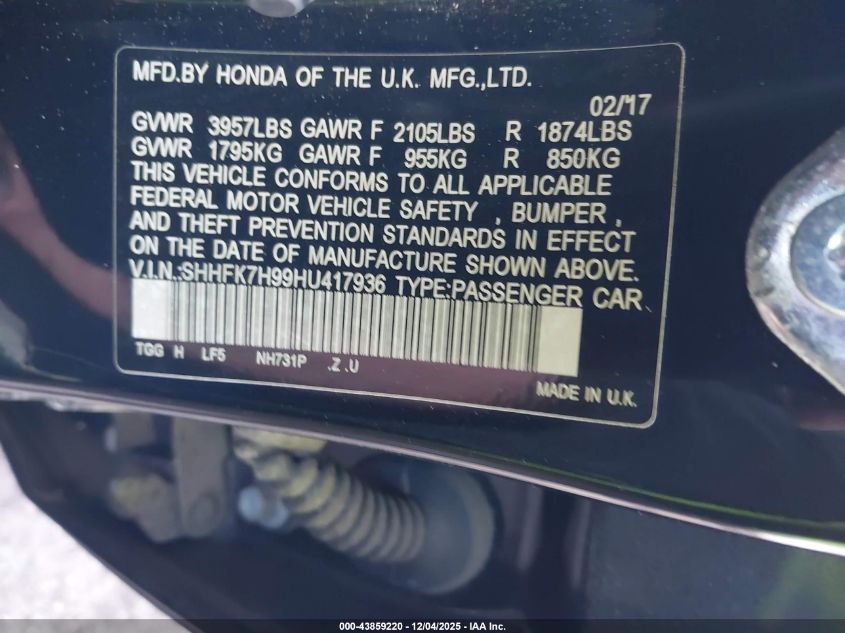 MFD.BY HONDA OF THE U.K. MFG.,LTD.
02/'17
GVWR 3957LBS GAWR F 2105LBS R 1874LBS
GVWR 1795KG GAWR F 955KG R 850KG
THIS VEHICLE CONFORMS TO ALL APPLICABLE
FEDERAL MOTOR VEHICLE SAFETY , BUMPER ,
AND THEFT PREVENTION STANDARDS IN EFFECT
ON THE DATE OF MANUFACTURE SHOWN ABOVE.
V.I.N.:SHHFK7H99HU417936 TYPE:PASSENGER CAR
TGG H LF5 NH731P .Z .U
MADE IN U.K.
000-43859220 - 12/04/2025 - IAA Inc.